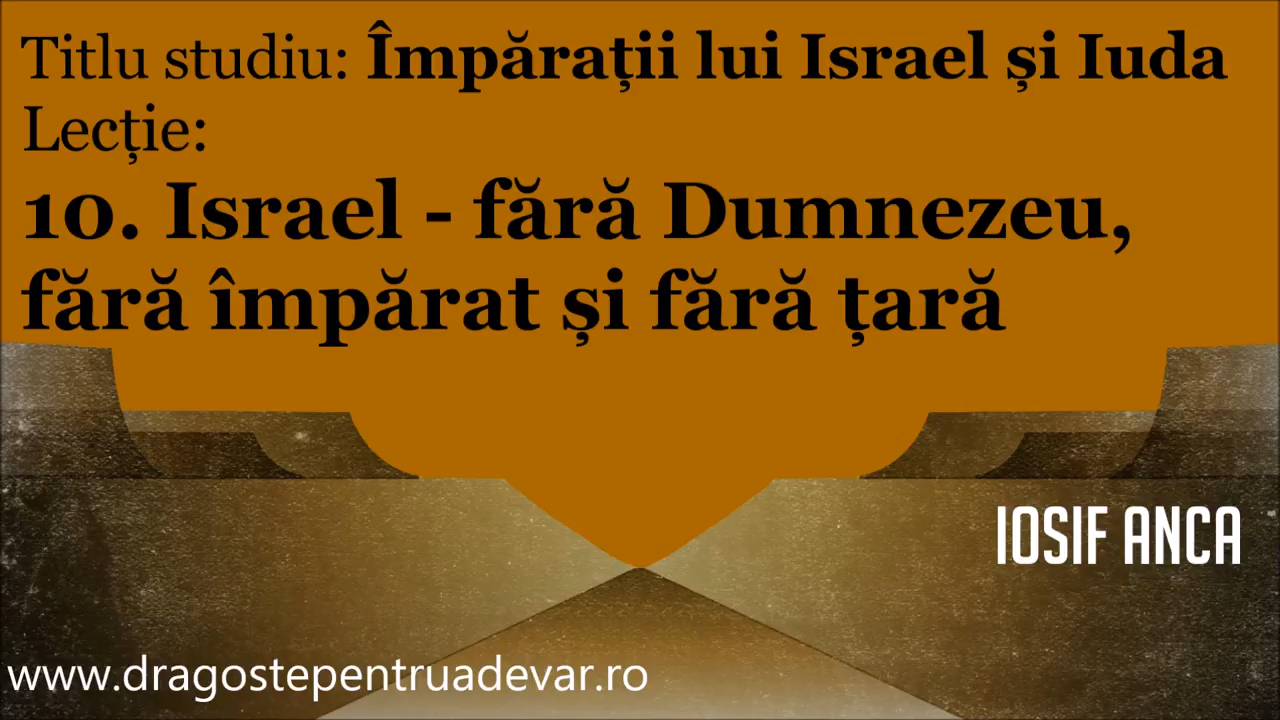 Titlu studiu: Împărații lui Israel și Iuda
Lecție:
10. Israel - fără Dumnezeu,
fără împărat și fără țară
IOSIF ANCA
www.dragostepentruadevar.ro